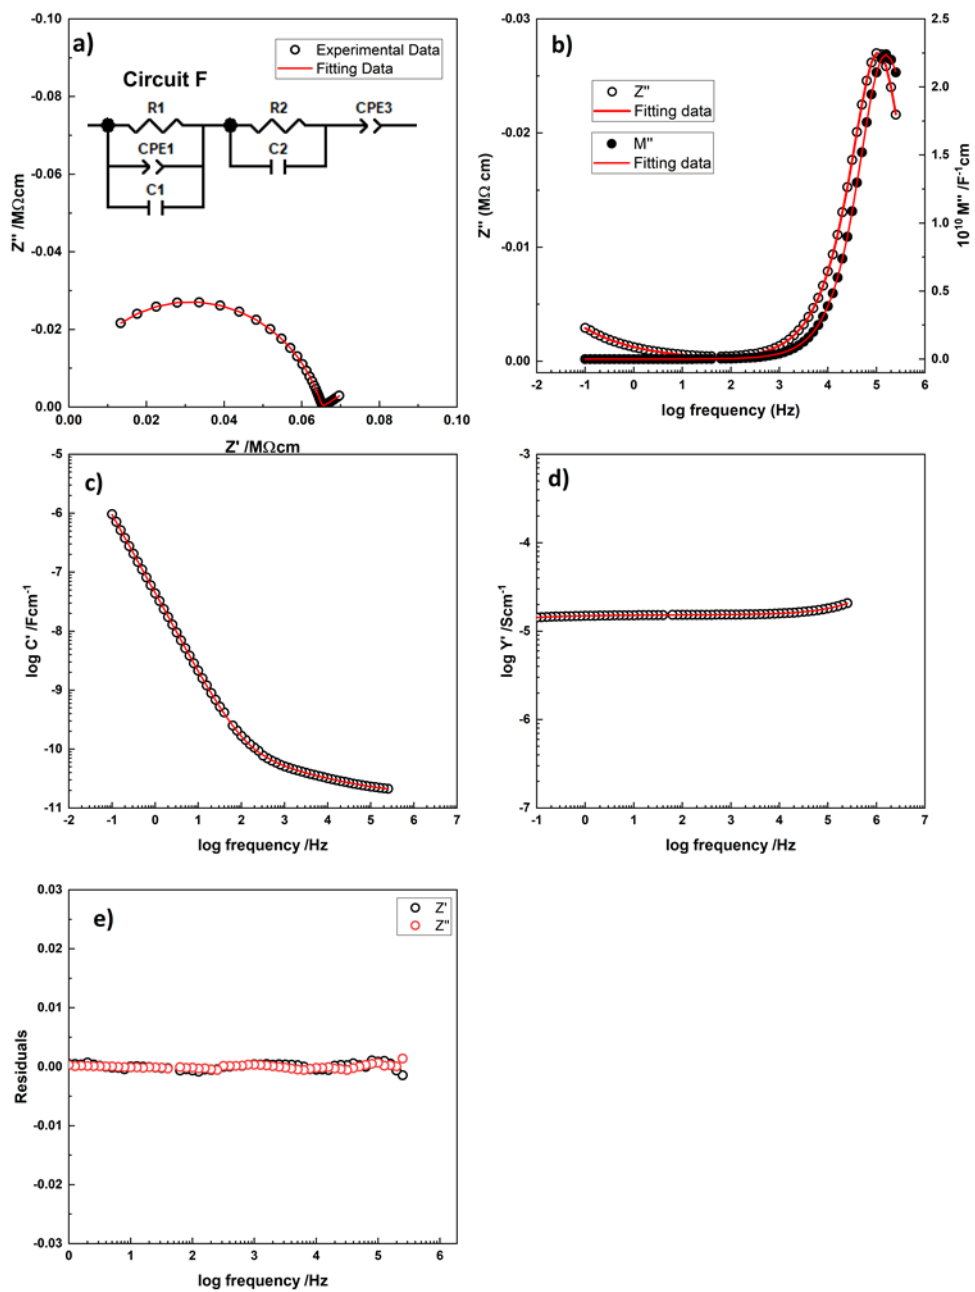 a)
Experimental Data
Fitting Data
Circuit F
R1
CPE1
C1
R2
C2
CPE3
Z'' /MΩcm
-0.10
-0.08
-0.06
-0.04
-0.02
0.00
0.00 0.02 0.04 0.06 0.08 0.10
Z' /MΩcm
b)
Z''
Fitting data
M''
Fitting data
Z'' (MΩ cm)
-0.03
-0.02
-0.01
0.00
10¹⁰ M'' /F⁻¹cm
2.5
2.0
1.5
1.0
0.5
0.0
-2 -1 0 1 2 3 4 5 6
log frequency (Hz)
c)
log C' /Fcm⁻¹
-5
-6
-7
-8
-9
-10
-11
-2 -1 0 1 2 3 4 5 6 7
log frequency /Hz
d)
log Y' /Scm⁻¹
-3
-4
-5
-6
-7
-1 0 1 2 3 4 5 6 7
log frequency /Hz
e)
Z'
Z''
Residuals
0.03
0.02
0.01
0.00
-0.01
-0.02
-0.03
0 1 2 3 4 5 6
log frequency /Hz